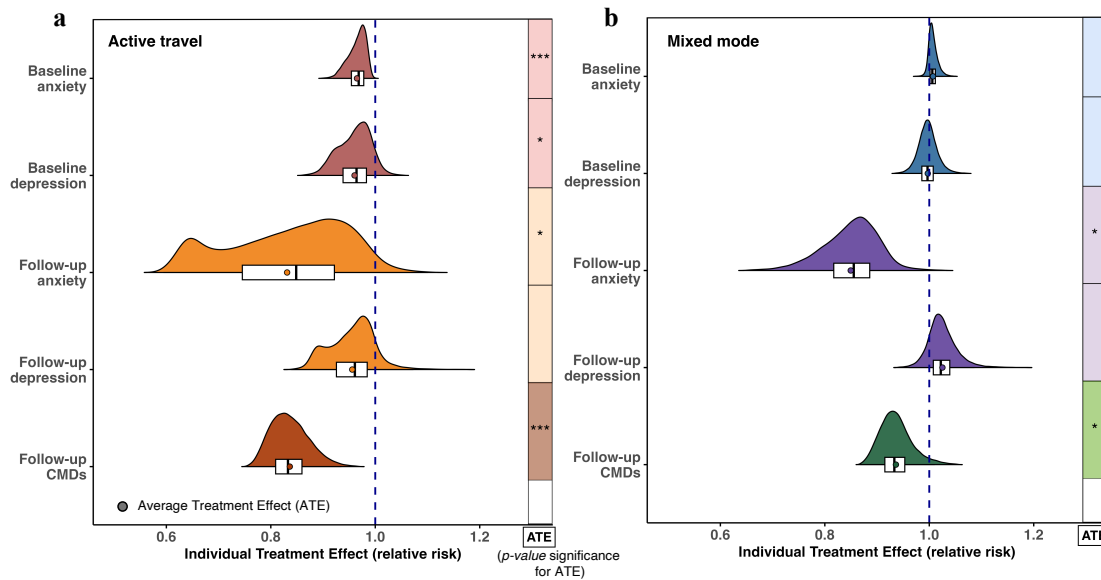 a
Active travel
Baseline
anxiety
Baseline
depression
Follow-up
anxiety
Follow-up
depression
Follow-up
CMDs
***
*
*
***
Average Treatment Effect (ATE)
0.6 0.8 1.0 1.2
ATE
Individual Treatment Effect (relative risk)
(p-value significance
for ATE)
b
Mixed mode
Baseline
anxiety
Baseline
depression
Follow-up
anxiety
Follow-up
depression
Follow-up
CMDs
*
*
0.6 0.8 1.0 1.2
Individual Treatment Effect (relative risk)